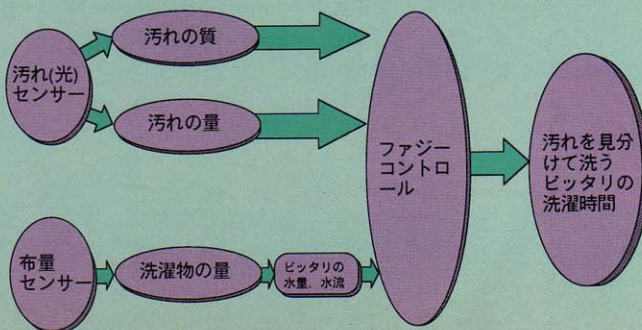 汚れ(光)
センサー
汚れの質
汚れの量
布量
センサー
洗濯物の量
ピッタリの
水量、水流
ファジー
コントロ
ール
汚れを見分
けて洗う
ピッタリの
洗濯時間